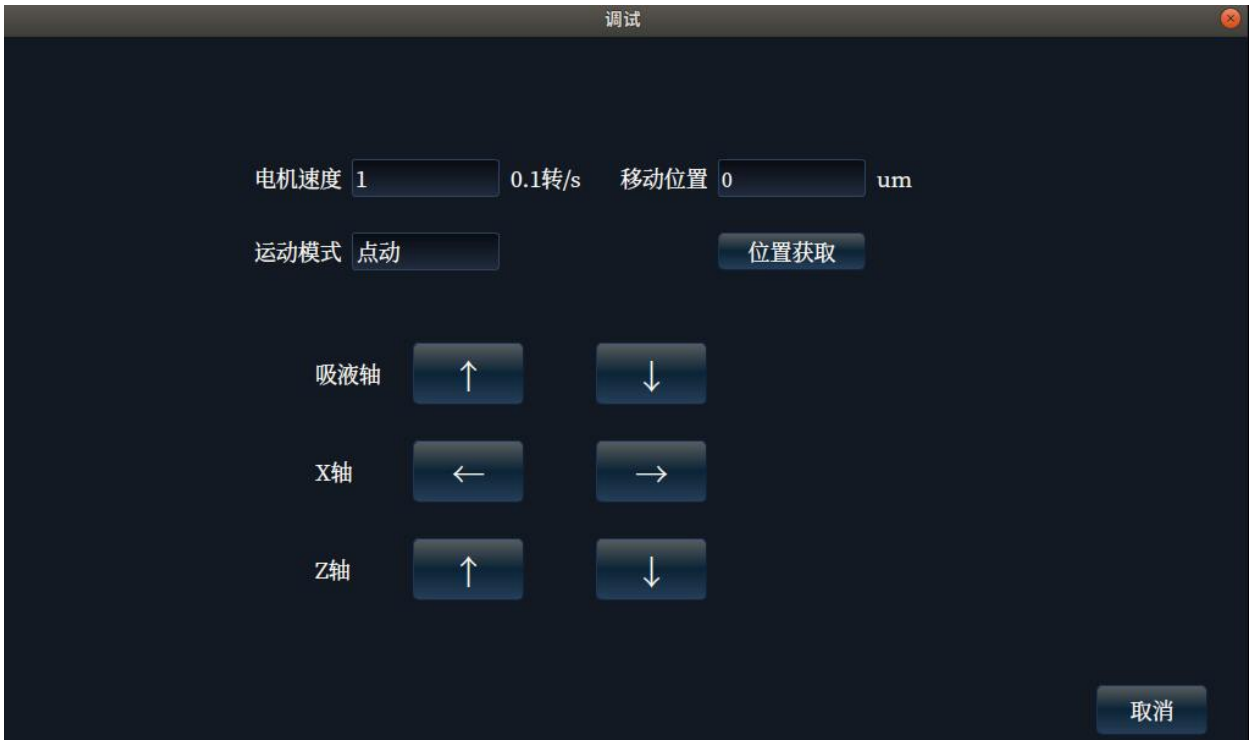 调试
电机速度 1 0.1转/s 移动位置 0 um
运动模式 点动 位置获取
吸液轴 ↑ ↓
X轴 ← →
Z轴 ↑ ↓
取消